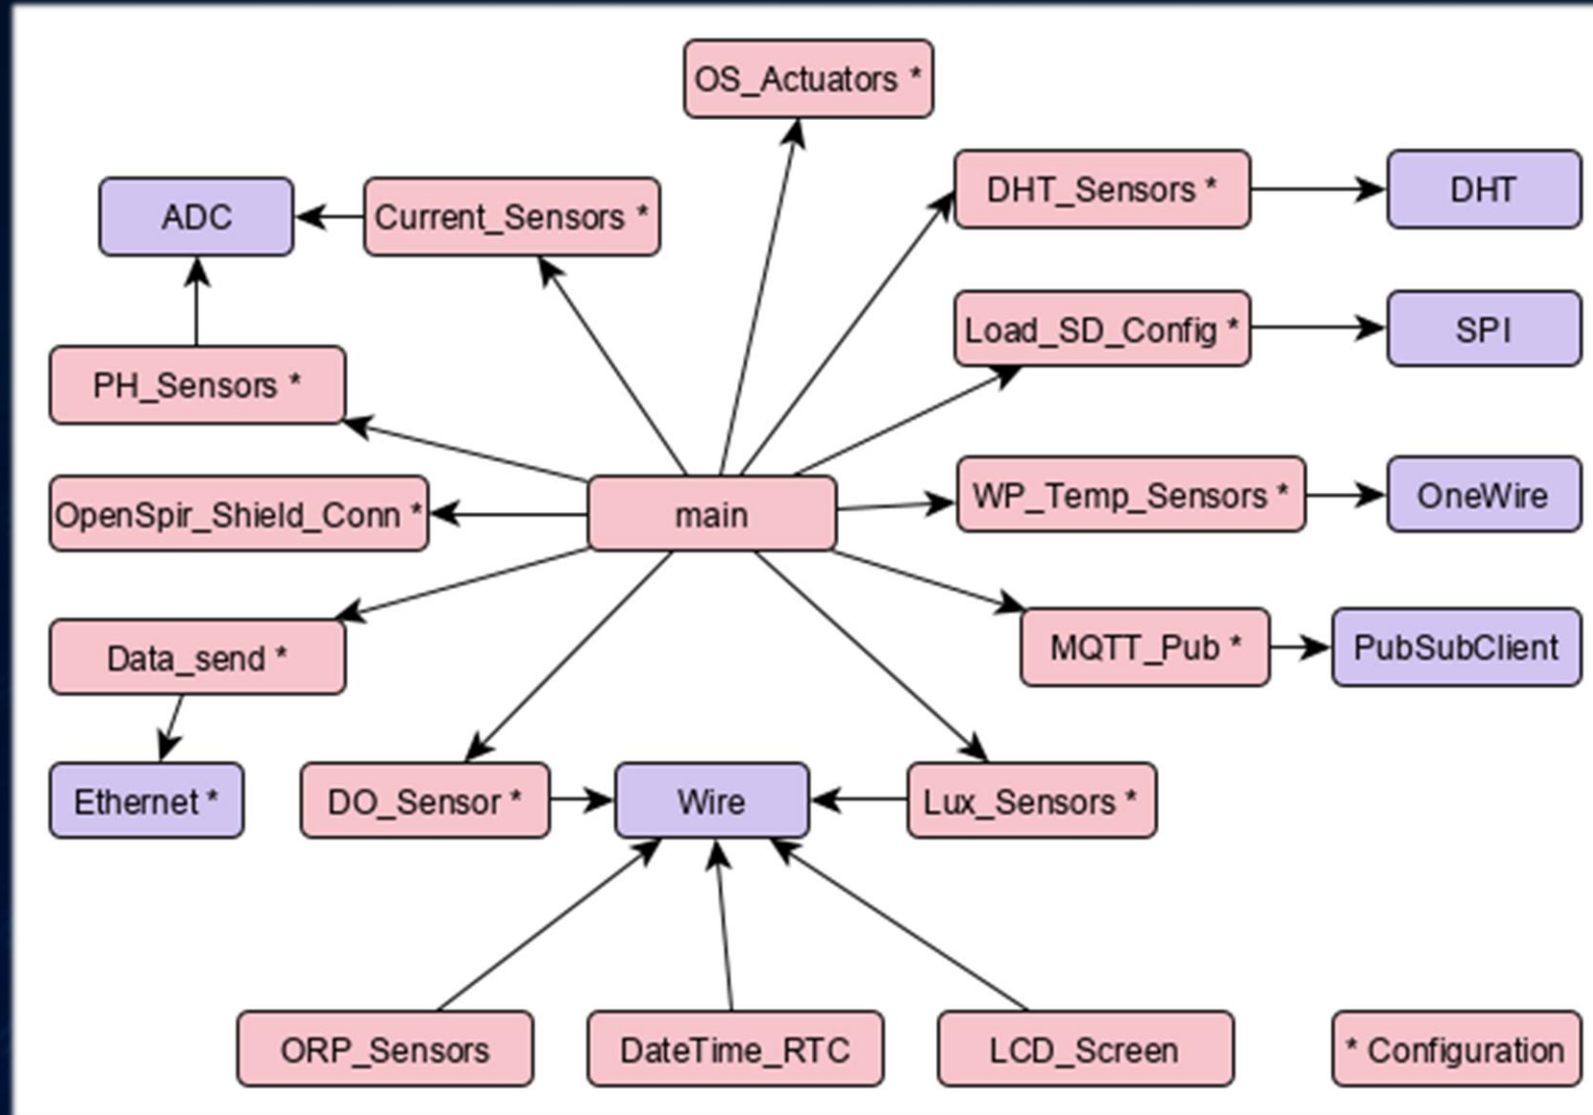 OS_Actuators *
DHT_Sensors *
DHT
ADC
Current_Sensors *
Load_SD_Config *
SPI
PH_Sensors *
WP_Temp_Sensors *
OneWire
OpenSpir_Shield_Conn *
main
MQTT_Pub *
PubSubClient
Data_send *
Ethernet *
DO_Sensor *
Wire
Lux_Sensors *
ORP_Sensors
DateTime_RTC
LCD_Screen
* Configuration